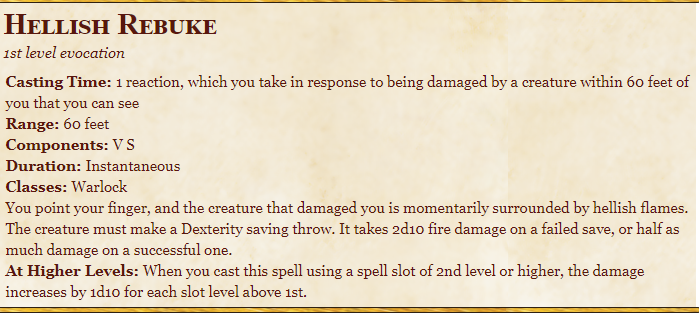 Hellish Rebuke
1st level evocation
Casting Time: 1 reaction, which you take in response to being damaged by a creature within 60 feet of
you that you can see
Range: 60 feet
Components: V S
Duration: Instantaneous
Classes: Warlock
You point your finger, and the creature that damaged you is momentarily surrounded by hellish flames.
The creature must make a Dexterity saving throw. It takes 2d10 fire damage on a failed save, or half as
much damage on a successful one.
At Higher Levels: When you cast this spell using a spell slot of 2nd level or higher, the damage
increases by 1d10 for each slot level above 1st.